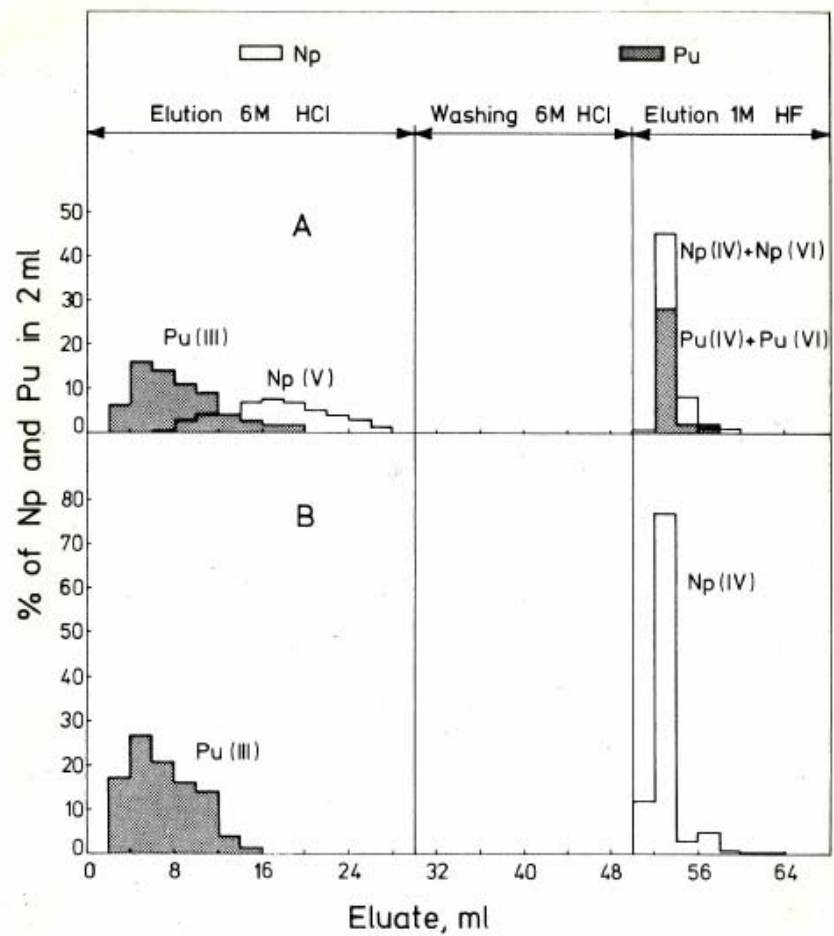 Np Pu
Elution 6M HCl Washing 6M HCl Elution 1M HF
% of Np and Pu in 2ml
50
40
30
20
10
0
A
Pu (III)
Np (V)
Np(IV)+Np(VI)
Pu(IV)+Pu(VI)
80
70
60
50
40
30
20
10
0
B
Pu (III)
Np(IV)
0 8 16 24 32 40 48 56 64
Eluate, ml